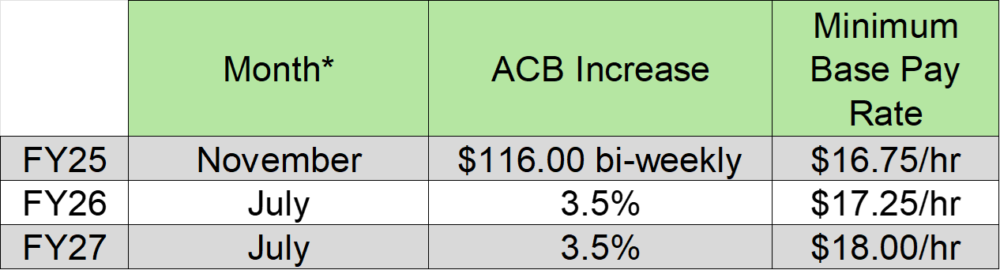 Month* ACB Increase Minimum
Base Pay
Rate
FY25 November $116.00 bi-weekly $16.75/hr
FY26 July 3.5% $17.25/hr
FY27 July 3.5% $18.00/hr